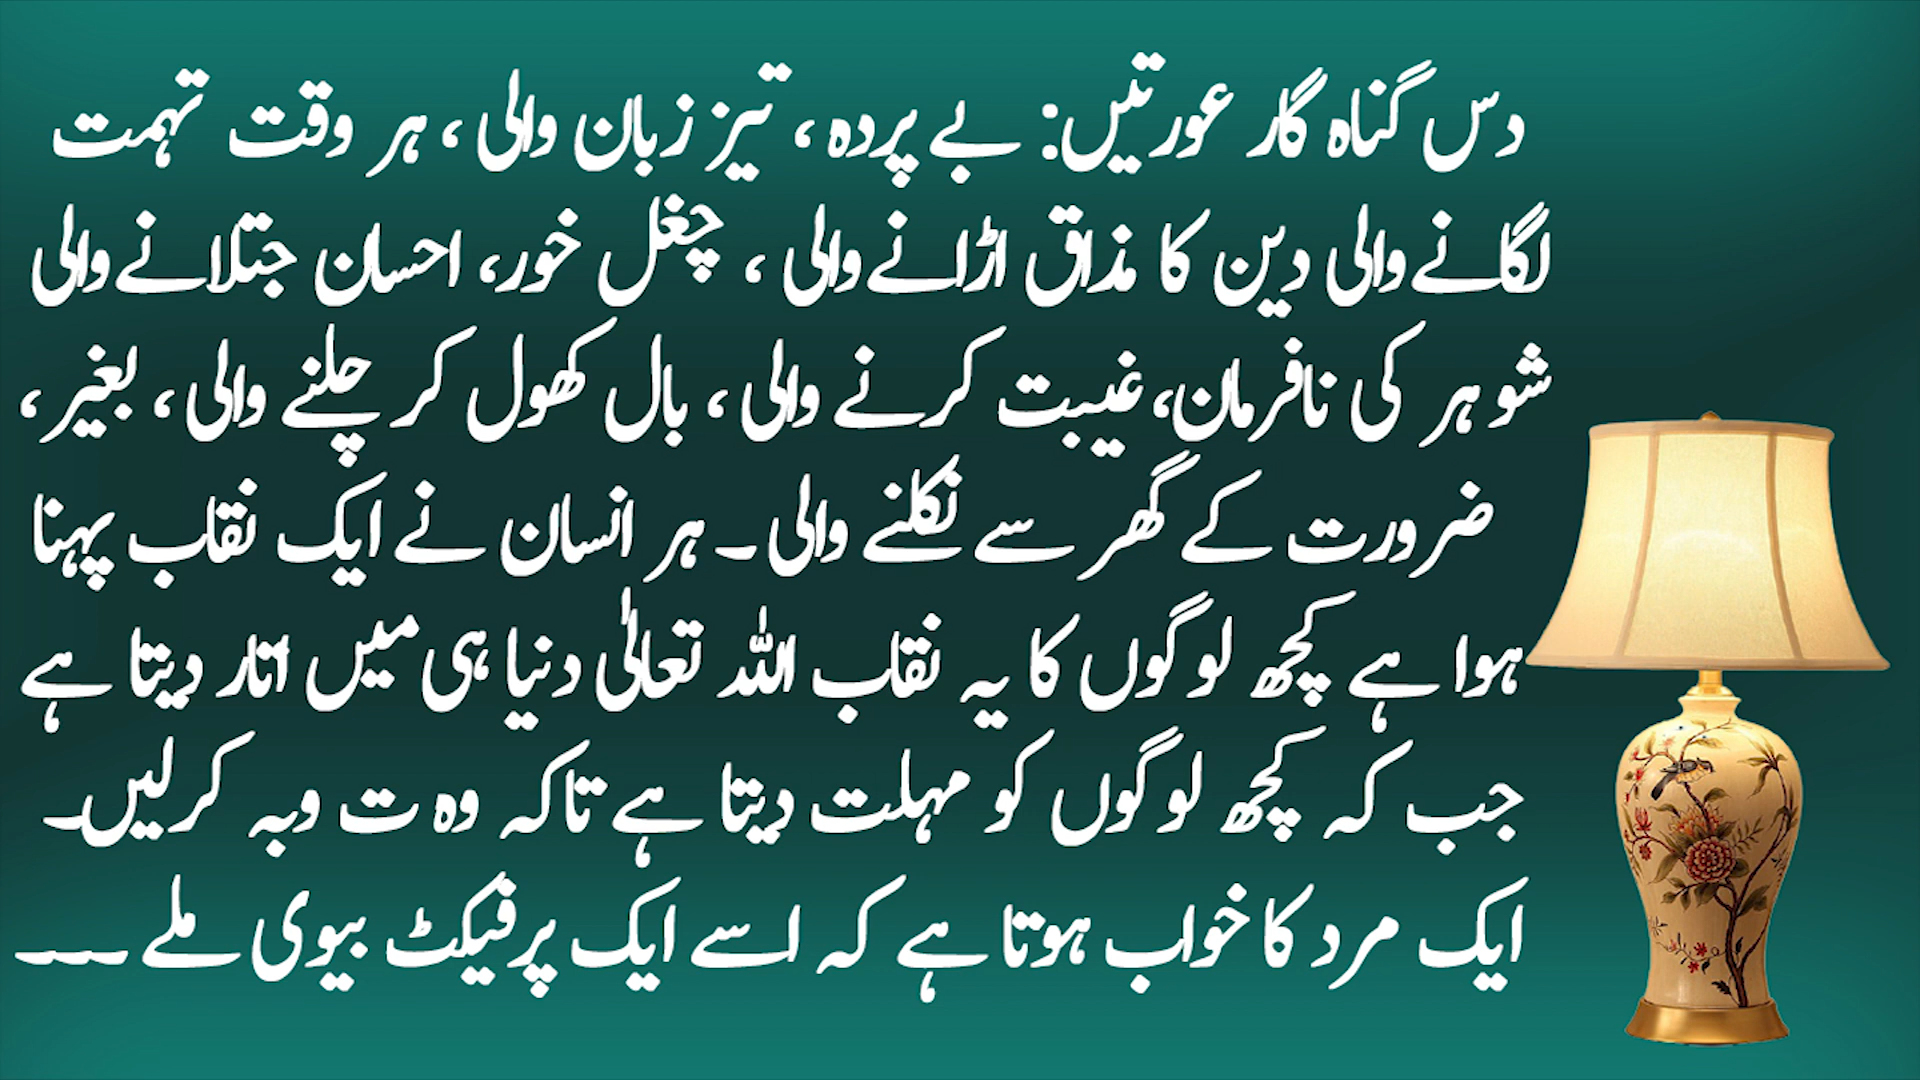 دس گناہ گار عورتیں: بے پردہ ، تیز زبان والی ، ہر وقت تہمت
لگانے والی دین کا مذاق اڑانے والی ، چغل خور، احسان جتلانے والی
شوہر کی نافرمان، غیبت کرنے والی ، بال کھول کر چلنے والی ، بغیر ،
ضرورت کے گھر سے نکلنے والی ۔ ہر انسان نے ایک نقاب پہنا
ہوا ہے کچھ لوگوں کا یہ نقاب اللہ تعالیٰ دنیا ہی میں اتار دیتا ہے
جب کہ کچھ لوگوں کو مہلت دیتا ہے تاکہ وہ ت وبہ کرلیں۔
ایک مرد کا خواب ہوتا ہے کہ اسے ایک پرفیکٹ بیوی ملے ۔۔۔